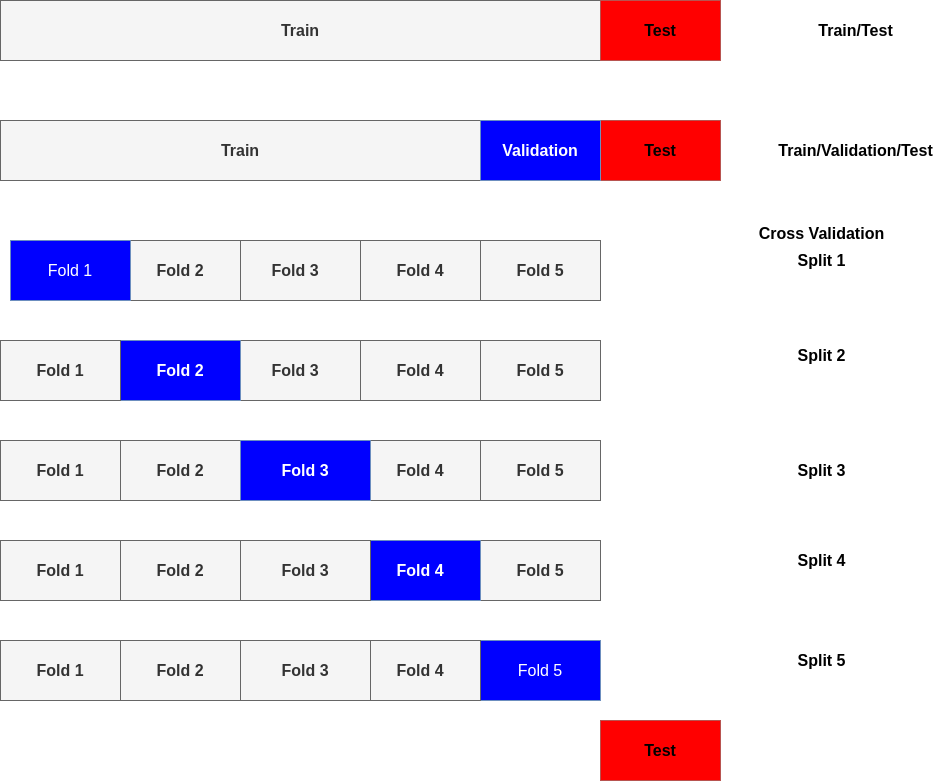 Train Test Train/Test
Train Validation Test Train/Validation/Test
Cross Validation
Split 1
Fold 1 Fold 2 Fold 3 Fold 4 Fold 5
Split 2
Fold 1 Fold 2 Fold 3 Fold 4 Fold 5
Fold 1 Fold 2 Fold 3 Fold 4 Fold 5 Split 3
Split 4
Fold 1 Fold 2 Fold 3 Fold 4 Fold 5
Split 5
Fold 1 Fold 2 Fold 3 Fold 4 Fold 5
Test